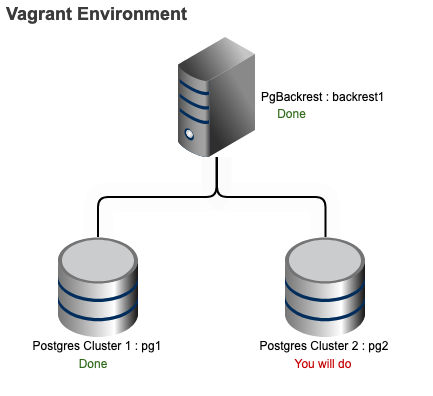 Vagrant Environment
PgBackrest : backrest1
Done
Postgres Cluster 1 : pg1
Done
Postgres Cluster 2 : pg2
You will do